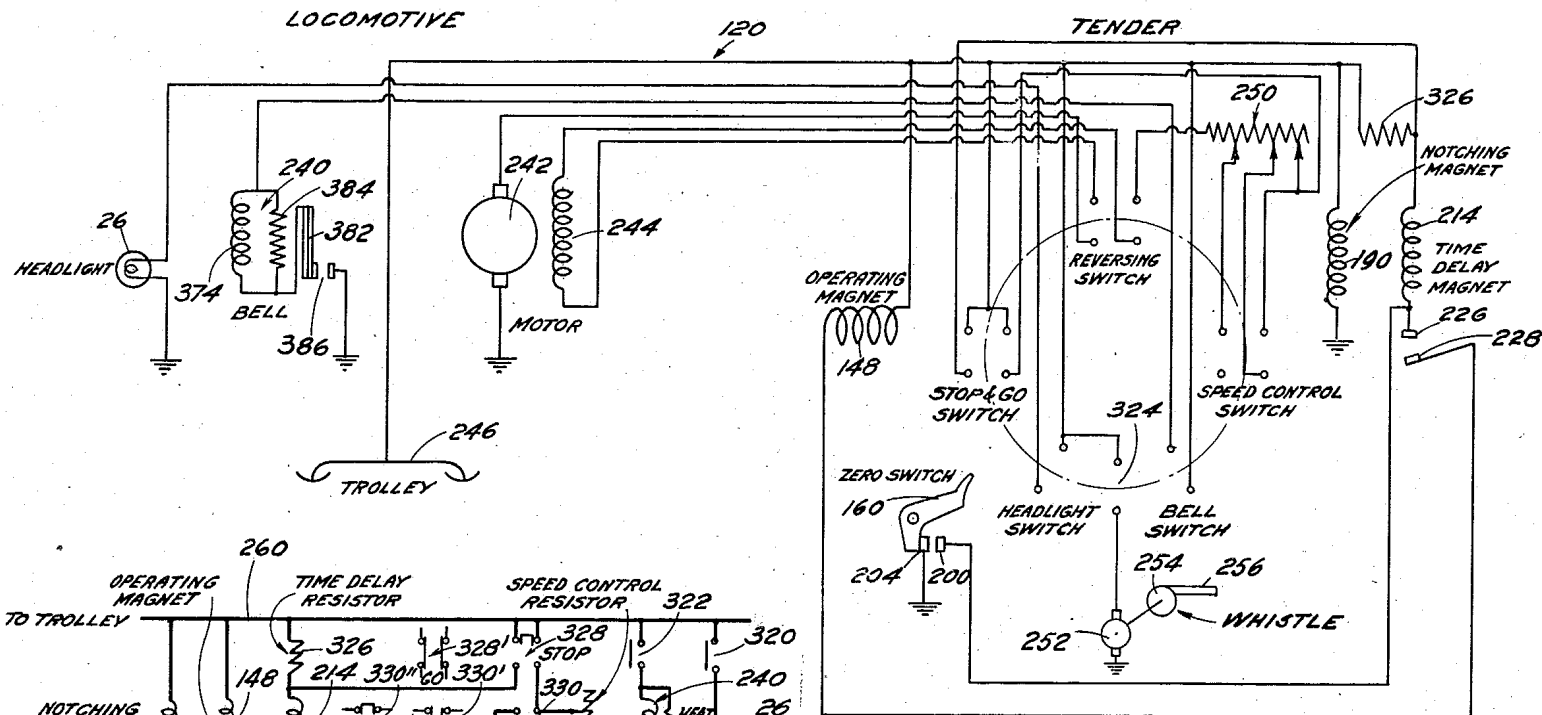 LOCOMOTIVE
120
TENDER
250
326
NOTCHING
MAGNET
240
384
242
26
382
244
214
HEADLIGHT
REVERSING
SWITCH
190
TIME
DELAY
MAGNET
374
OPERATING
MAGNET
BELL
MOTOR
226
386
228
148
STOP & GO
SWITCH
SPEED CONTROL
SWITCH
324
246
TROLLEY
ZERO SWITCH
160
HEADLIGHT
SWITCH
BELL
SWITCH
260
204
200
254
256
OPERATING
MAGNET
TIME DELAY
RESISTOR
SPEED CONTROL
RESISTOR
322
WHISTLE
TO TROLLEY
252
326
328'
328
STOP
320
148
214
330"
GO
330'
330
240
NOTCHING
HEAT
26